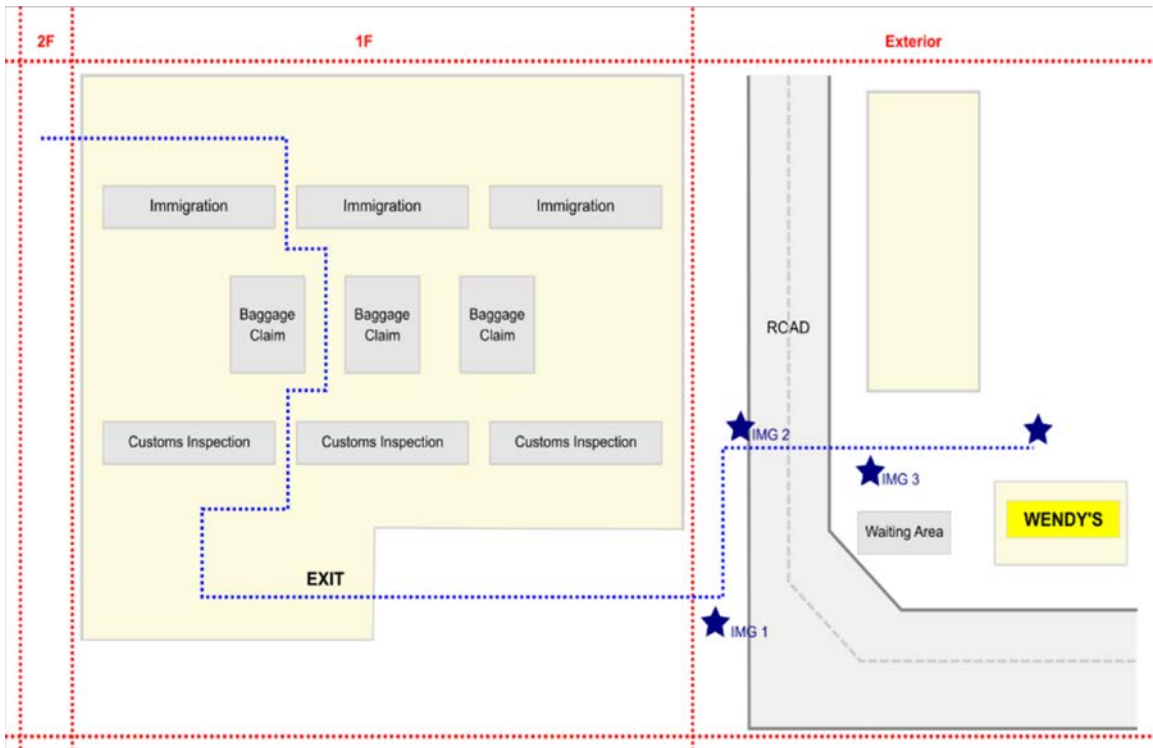 2F
1F
Exterior
Immigration
Immigration
Immigration
Baggage
Claim
Baggage
Claim
Baggage
Claim
RCAD
Customs Inspection
Customs Inspection
Customs Inspection
IMG 2
IMG 3
WENDY'S
Waiting Area
EXIT
IMG 1